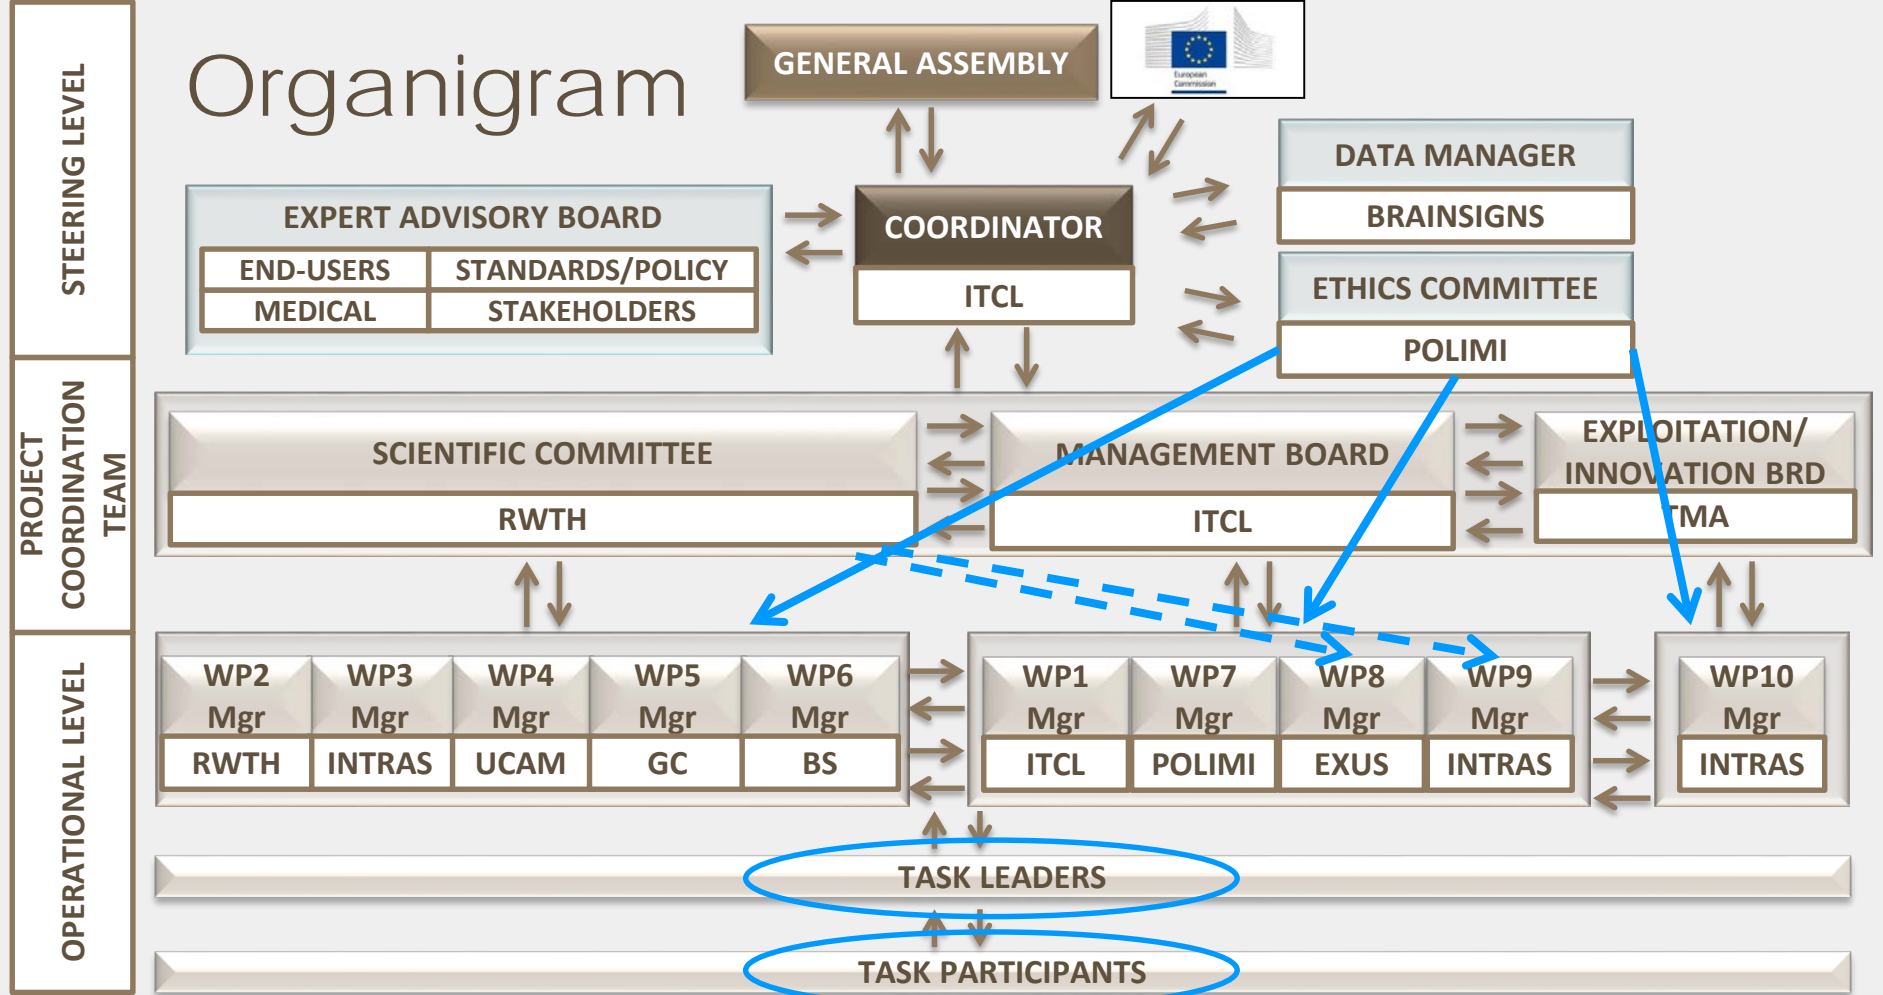 Organigram
STEERING LEVEL
GENERAL ASSEMBLY
European
Commission
DATA MANAGER
BRAINSIGNS
EXPERT ADVISORY BOARD
END-USERS
STANDARDS/POLICY
MEDICAL
STAKEHOLDERS
COORDINATOR
ITCL
ETHICS COMMITTEE
POLIMI
PROJECT
COORDINATION
TEAM
SCIENTIFIC COMMITTEE
RWTH
MANAGEMENT BOARD
ITCL
EXPLOITATION/
INNOVATION BRD
TMA
OPERATIONAL LEVEL
WP2
Mgr
RWTH
WP3
Mgr
INTRAS
WP4
Mgr
UCAM
WP5
Mgr
GC
WP6
Mgr
BS
WP1
Mgr
ITCL
WP7
Mgr
POLIMI
WP8
Mgr
EXUS
WP9
Mgr
INTRAS
WP10
Mgr
INTRAS
TASK LEADERS
TASK PARTICIPANTS